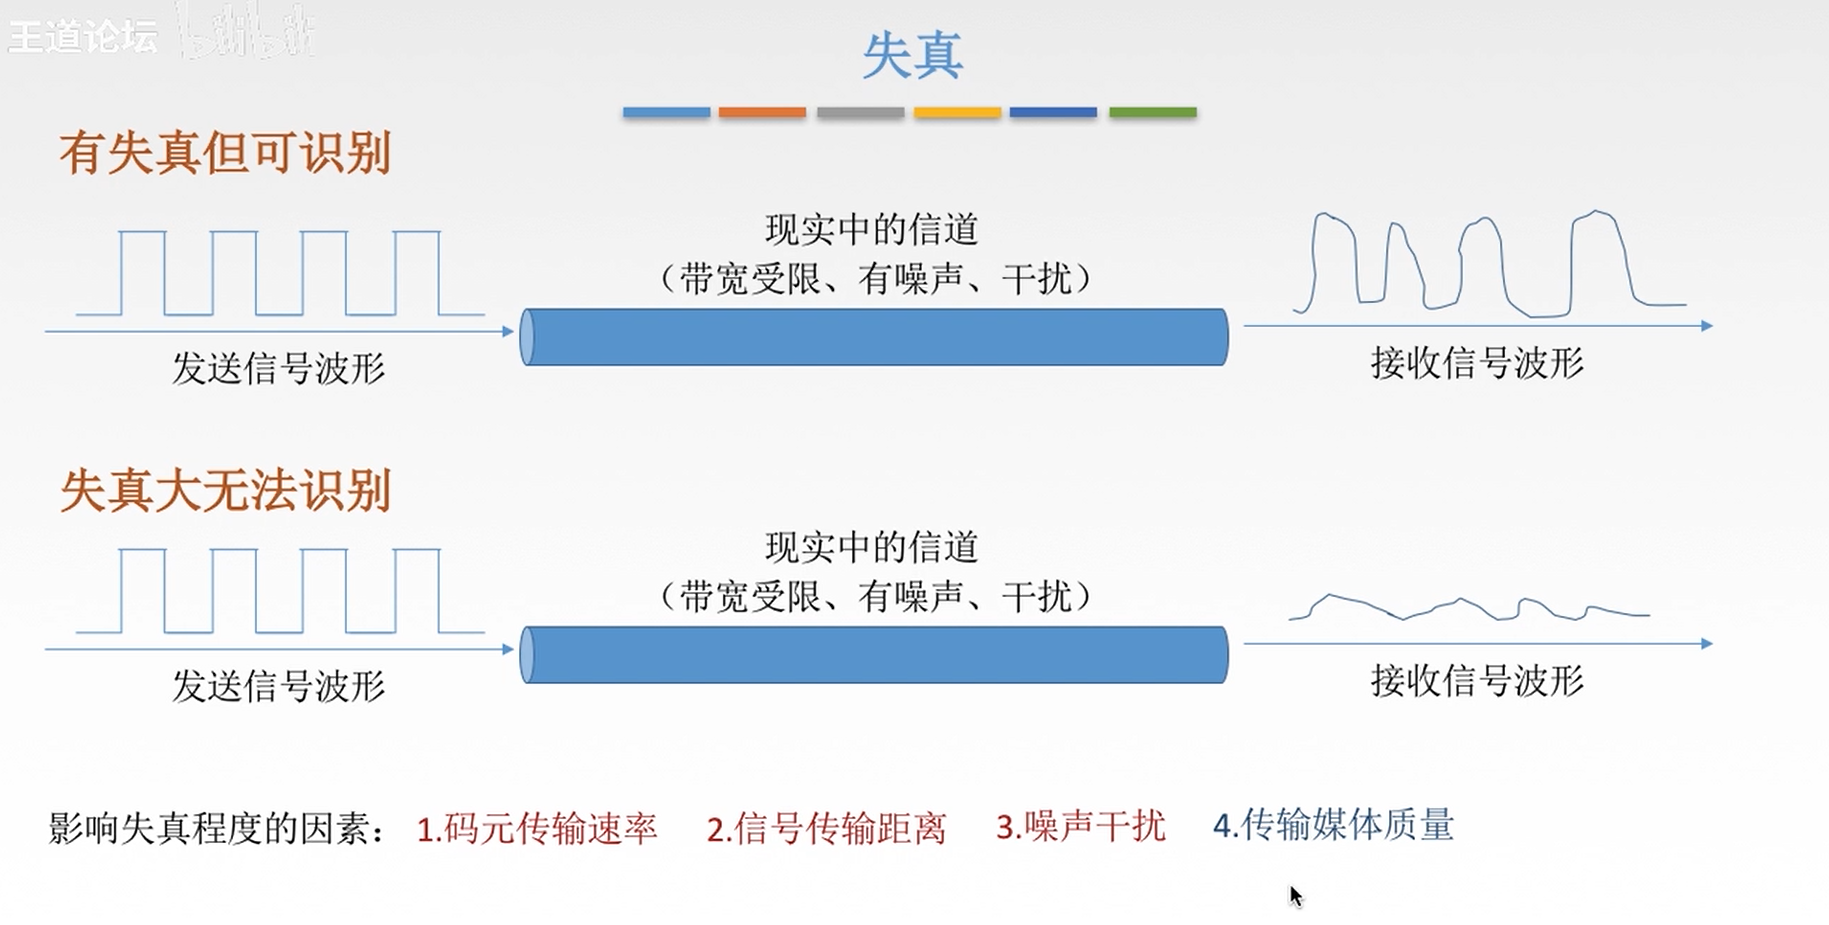 王道论坛 bilibili
失真
有失真但可识别
现实中的信道
（带宽受限、有噪声、干扰）
发送信号波形
接收信号波形
失真大无法识别
现实中的信道
（带宽受限、有噪声、干扰）
发送信号波形
接收信号波形
影响失真程度的因素： 1.码元传输速率 2.信号传输距离 3.噪声干扰 4.传输媒体质量